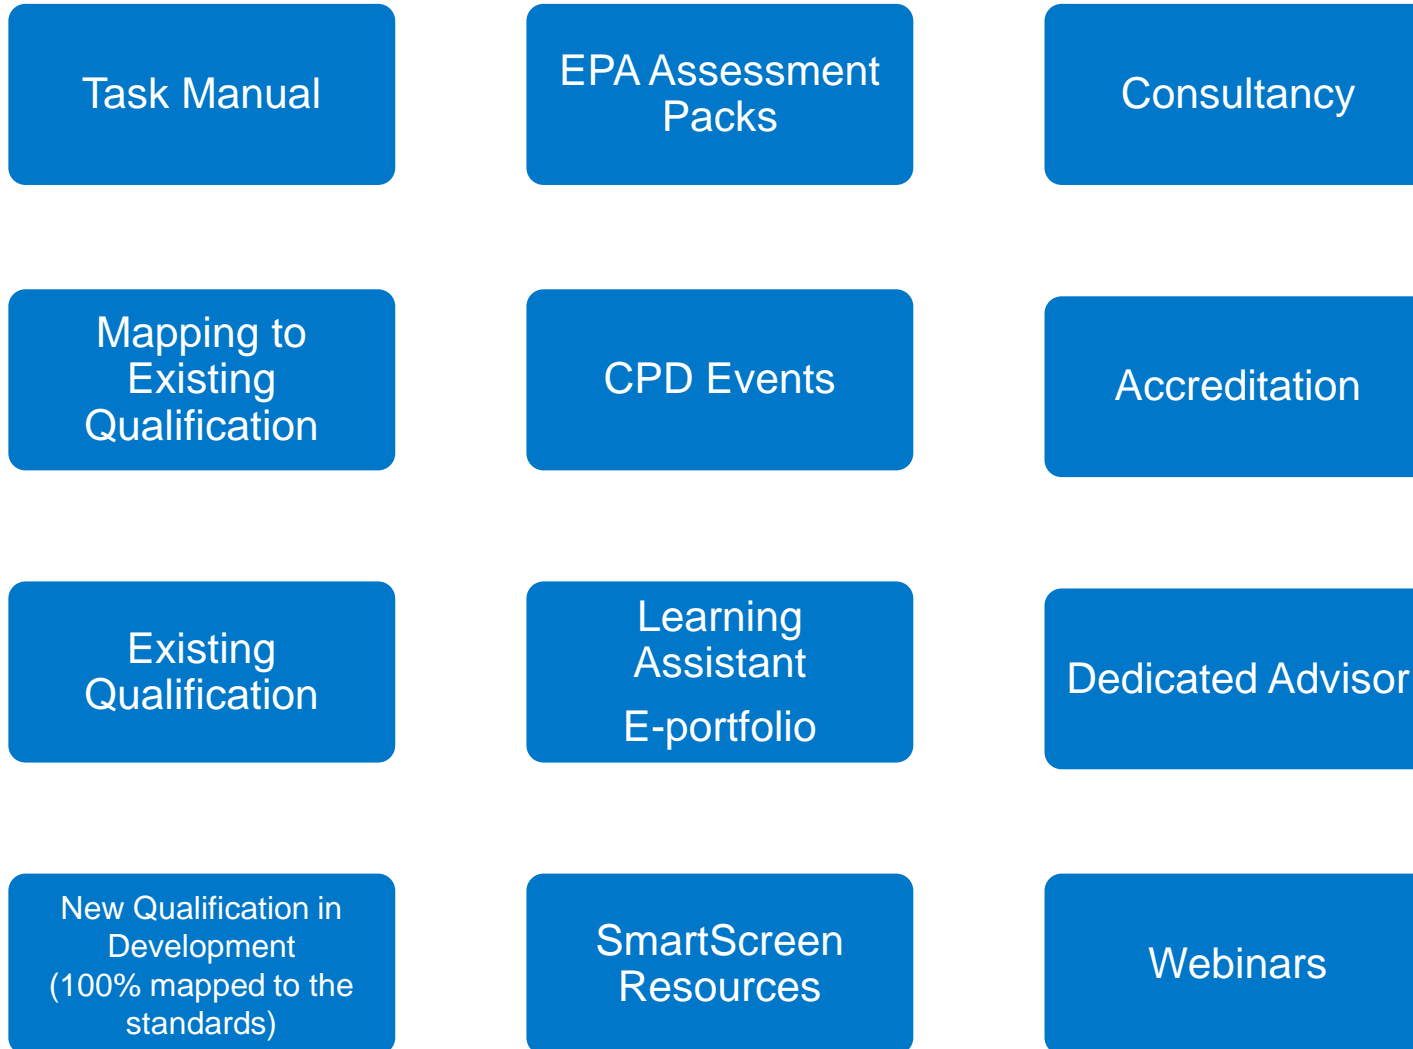 Task Manual
EPA Assessment
Packs
Consultancy
Mapping to
Existing
Qualification
CPD Events
Accreditation
Existing
Qualification
Learning
Assistant
E-portfolio
Dedicated Advisor
New Qualification in
Development
(100% mapped to the
standards)
SmartScreen
Resources
Webinars